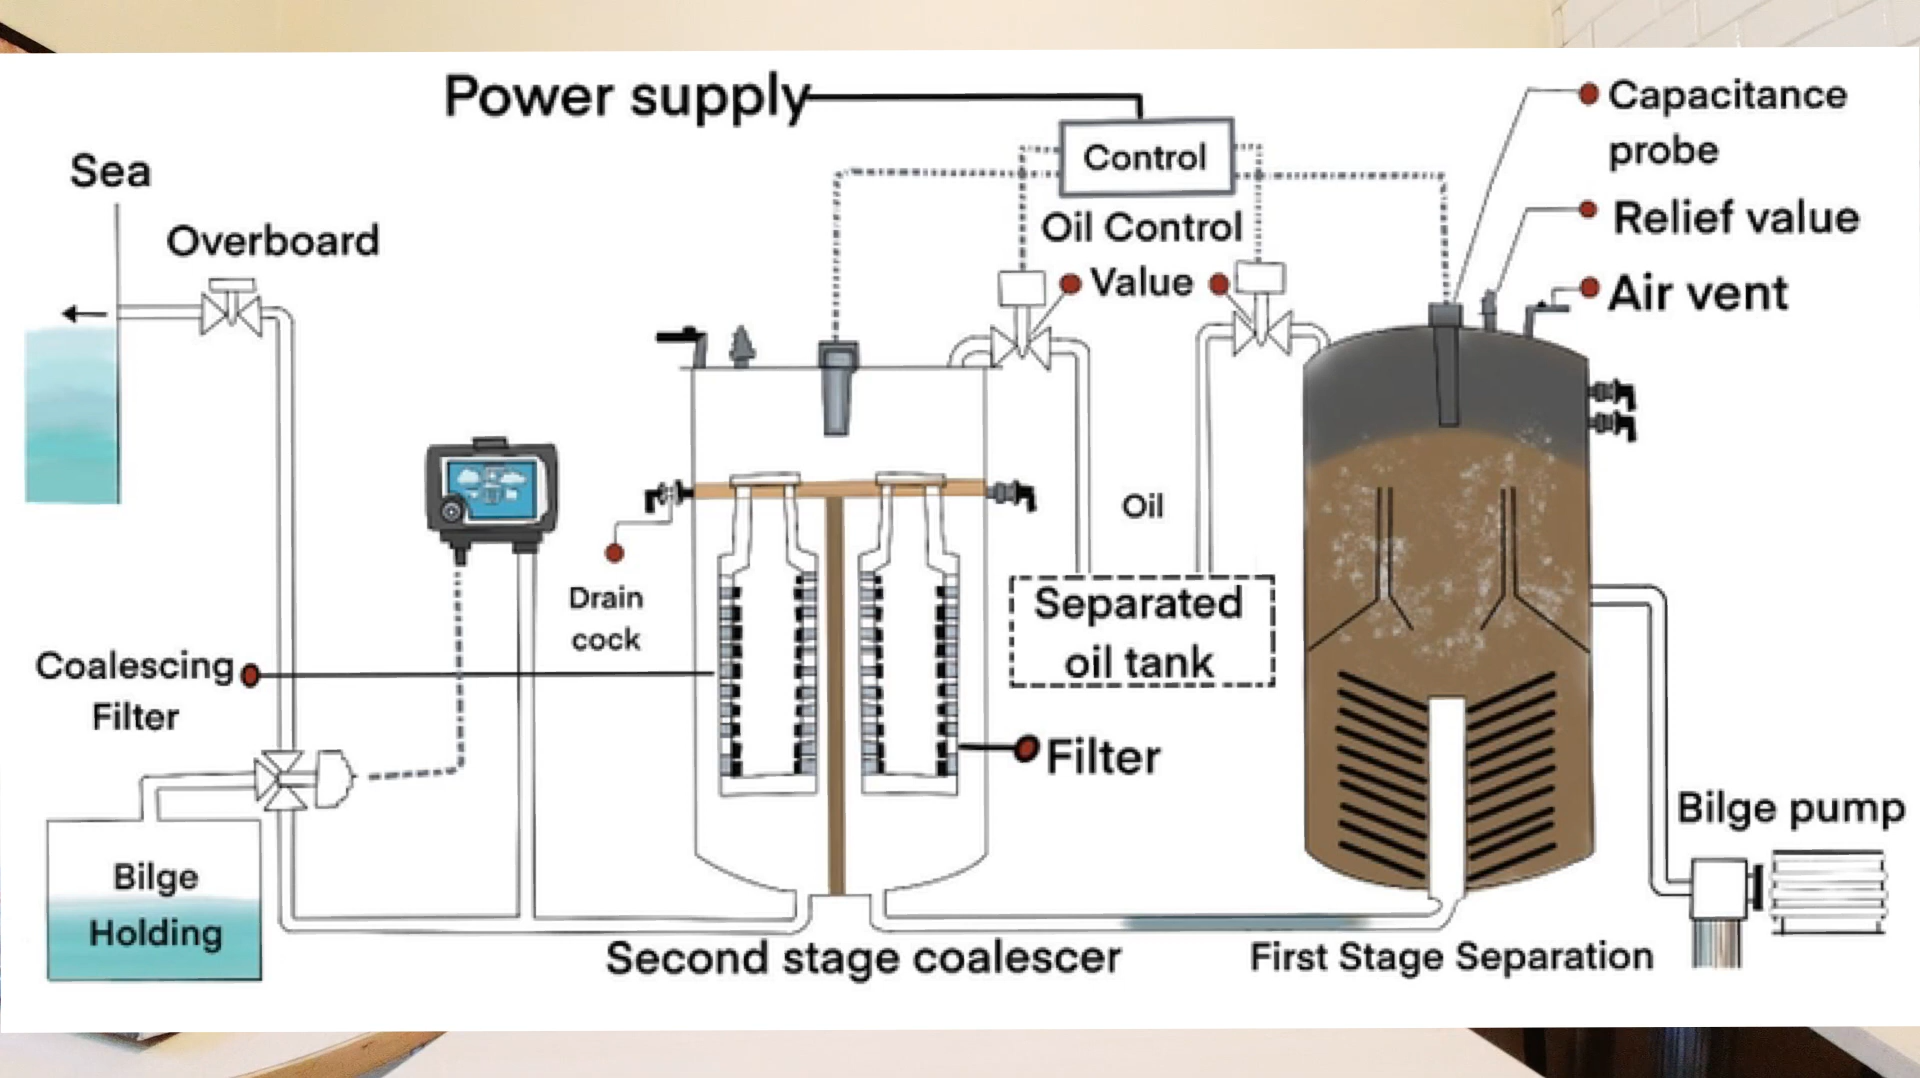 Power supply
Control
Capacitance
probe
Relief value
Air vent
Sea
Overboard
Oil Control
Value
Oil
Drain
cock
Separated
oil tank
Coalescing
Filter
Filter
Bilge pump
Bilge
Holding
Second stage coalescer
First Stage Separation